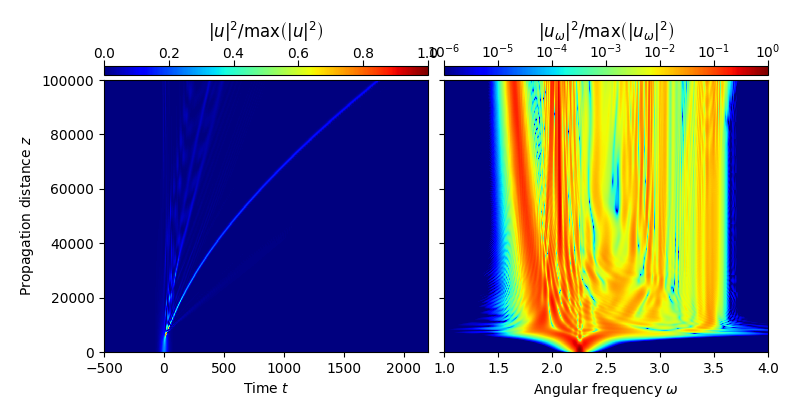 |u|²/max(|u|²)
|u_ω|²/max(|u_ω|²)
0.0 0.2 0.4 0.6 0.8 1.0
10⁻⁶ 10⁻⁵ 10⁻⁴ 10⁻³ 10⁻² 10⁻¹ 10⁰
100000
80000
60000
40000
20000
0
Propagation distance z
−500 0 500 1000 1500 2000
1.0 1.5 2.0 2.5 3.0 3.5 4.0
Time t
Angular frequency ω